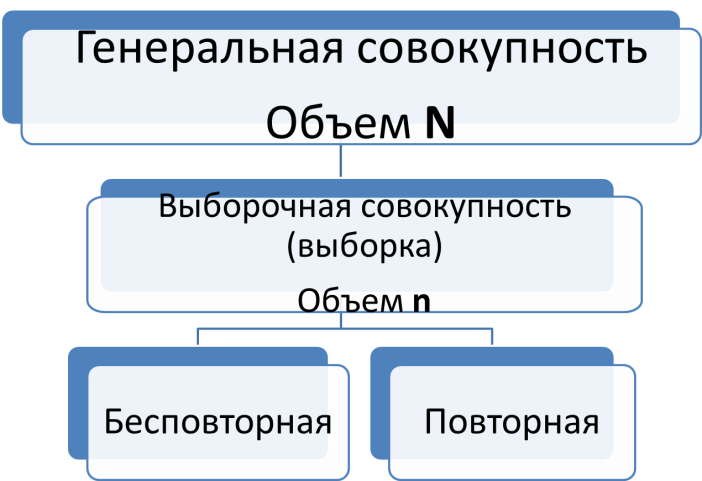 Генеральная совокупность
Объем N
Выборочная совокупность
(выборка)
Объем n
Бесповторная
Повторная